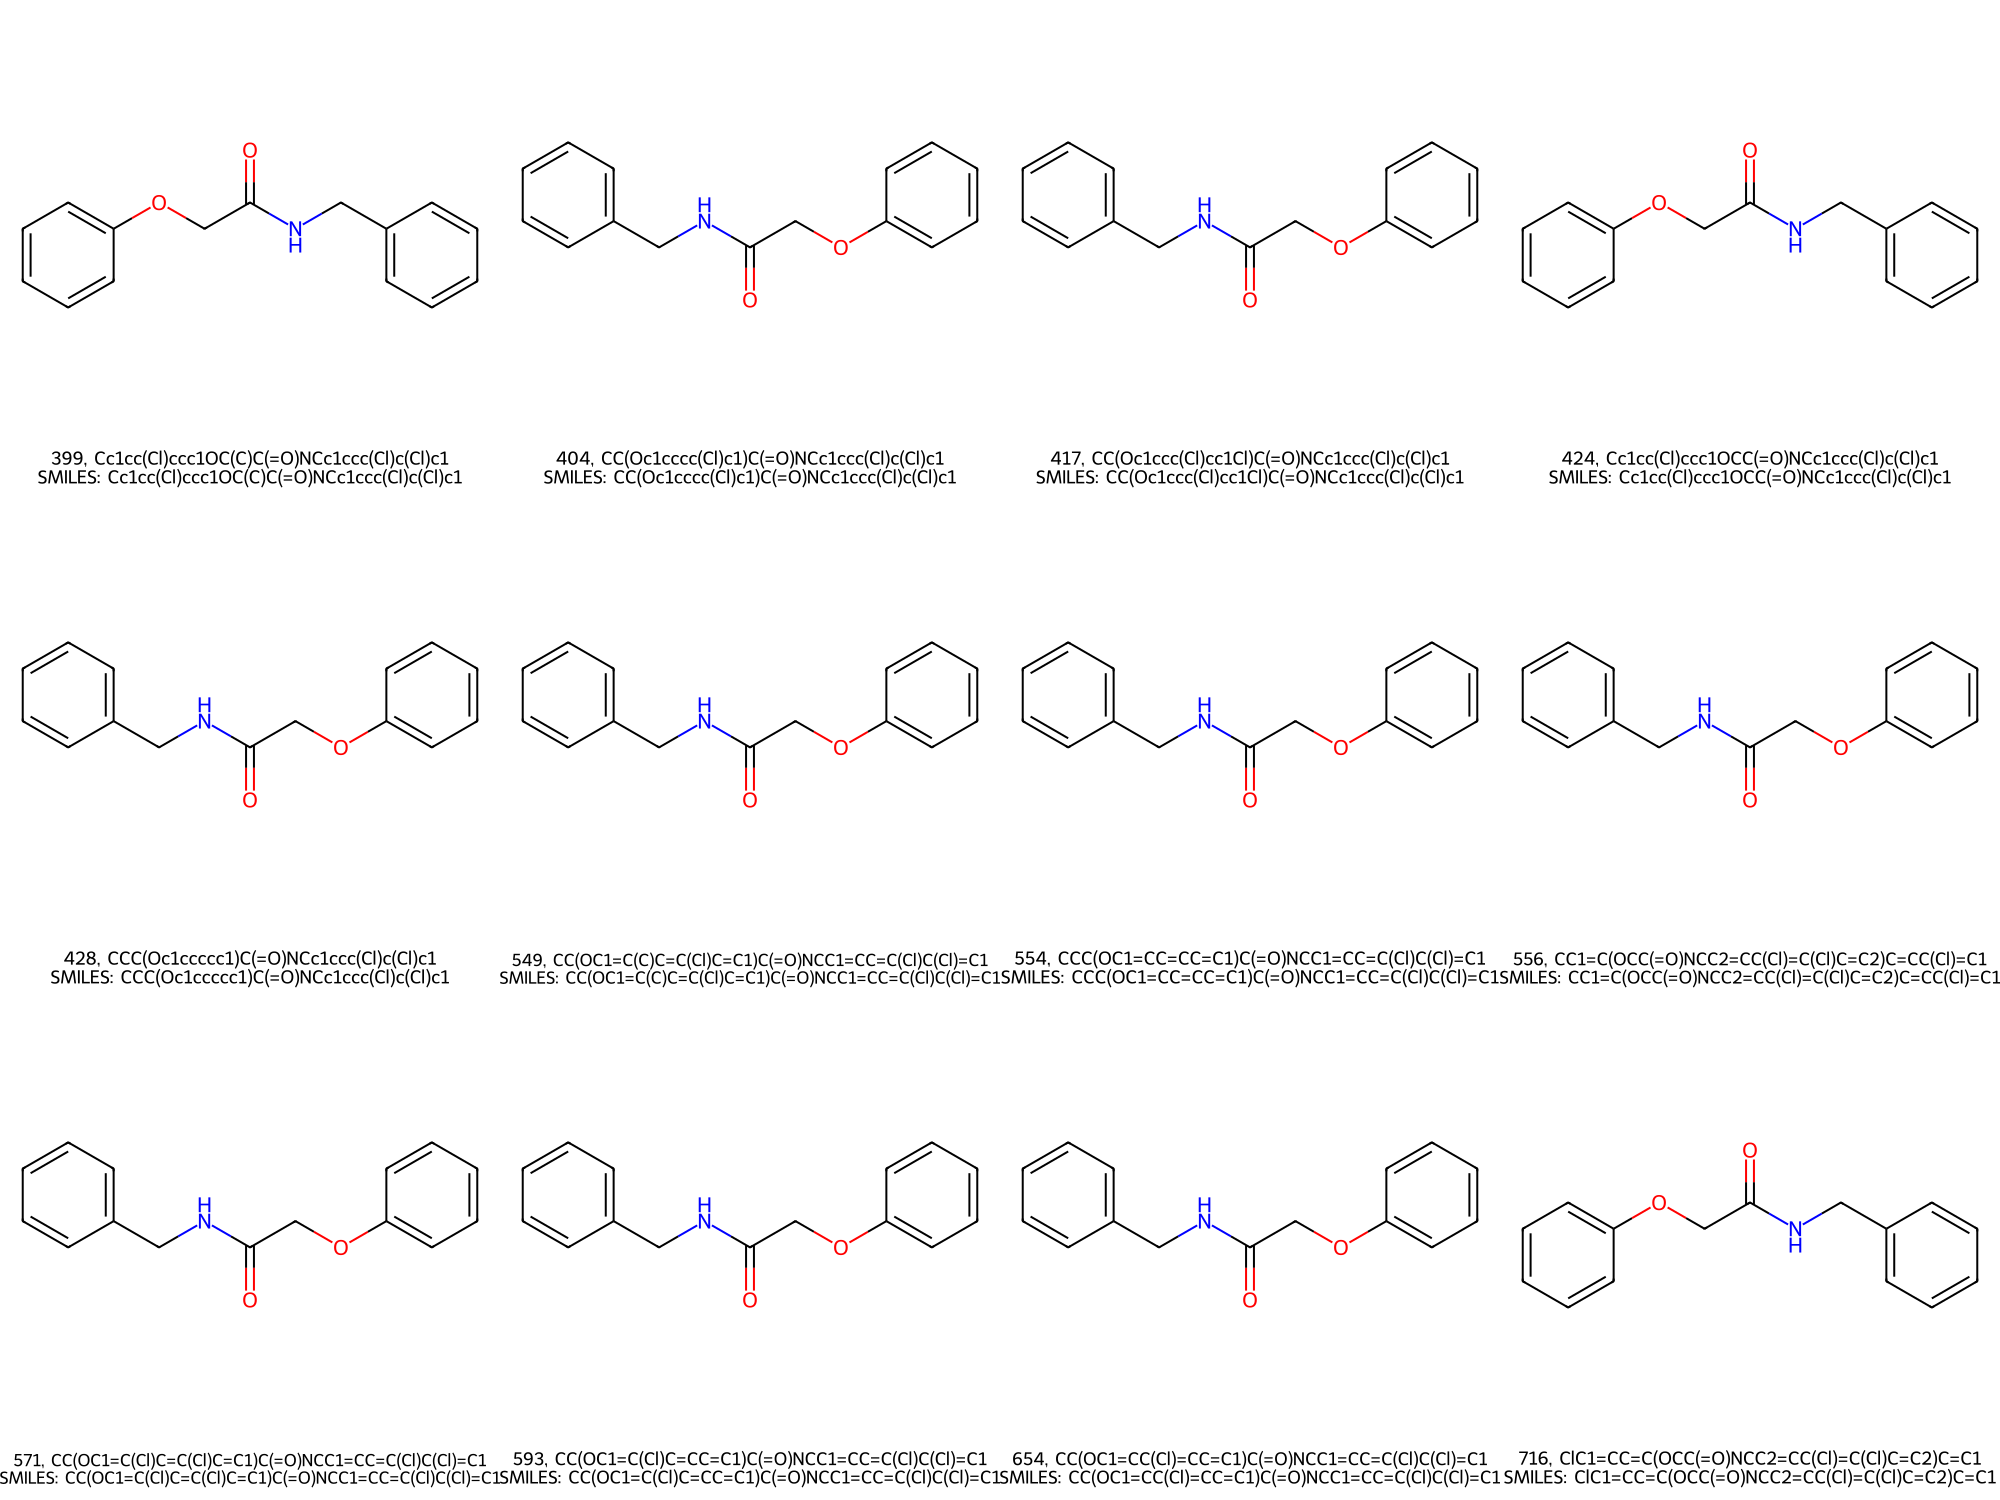 O
O
N
H
H
N
O
O
H
N
O
O
O
O
N
H
399, Cc1cc(Cl)ccc1OC(C)C(=O)NCc1ccc(Cl)c(Cl)c1
SMILES: Cc1cc(Cl)ccc1OC(C)C(=O)NCc1ccc(Cl)c(Cl)c1
404, CC(Oc1cccc(Cl)c1)C(=O)NCc1ccc(Cl)c(Cl)c1
SMILES: CC(Oc1cccc(Cl)c1)C(=O)NCc1ccc(Cl)c(Cl)c1
417, CC(Oc1ccc(Cl)cc1Cl)C(=O)NCc1ccc(Cl)c(Cl)c1
SMILES: CC(Oc1ccc(Cl)cc1Cl)C(=O)NCc1ccc(Cl)c(Cl)c1
424, Cc1cc(Cl)ccc1OCC(=O)NCc1ccc(Cl)c(Cl)c1
SMILES: Cc1cc(Cl)ccc1OCC(=O)NCc1ccc(Cl)c(Cl)c1
H
N
O
O
H
N
O
O
H
N
O
O
H
N
O
O
428, CCC(Oc1ccccc1)C(=O)NCc1ccc(Cl)c(Cl)c1
SMILES: CCC(Oc1ccccc1)C(=O)NCc1ccc(Cl)c(Cl)c1
549, CC(OC1=C(C)C=C(Cl)C=C1)C(=O)NCC1=CC=C(Cl)C(Cl)=C1
SMILES: CC(OC1=C(C)C=C(Cl)C=C1)C(=O)NCC1=CC=C(Cl)C(Cl)=C1
554, CCC(OC1=CC=CC=C1)C(=O)NCC1=CC=C(Cl)C(Cl)=C1
SMILES: CCC(OC1=CC=CC=C1)C(=O)NCC1=CC=C(Cl)C(Cl)=C1
556, CC1=C(OCC(=O)NCC2=CC(Cl)=C(Cl)C=C2)C=CC(Cl)=C1
SMILES: CC1=C(OCC(=O)NCC2=CC(Cl)=C(Cl)C=C2)C=CC(Cl)=C1
H
N
O
O
H
N
O
O
H
N
O
O
O
O
N
H
571, CC(OC1=C(Cl)C=C(Cl)C=C1)C(=O)NCC1=CC=C(Cl)C(Cl)=C1
SMILES: CC(OC1=C(Cl)C=C(Cl)C=C1)C(=O)NCC1=CC=C(Cl)C(Cl)=C1
593, CC(OC1=C(Cl)C=CC=C1)C(=O)NCC1=CC=C(Cl)C(Cl)=C1
SMILES: CC(OC1=C(Cl)C=CC=C1)C(=O)NCC1=CC=C(Cl)C(Cl)=C1
654, CC(OC1=CC(Cl)=CC=C1)C(=O)NCC1=CC=C(Cl)C(Cl)=C1
SMILES: CC(OC1=CC(Cl)=CC=C1)C(=O)NCC1=CC=C(Cl)C(Cl)=C1
716, ClC1=CC=C(OCC(=O)NCC2=CC(Cl)=C(Cl)C=C2)C=C1
SMILES: ClC1=CC=C(OCC(=O)NCC2=CC(Cl)=C(Cl)C=C2)C=C1